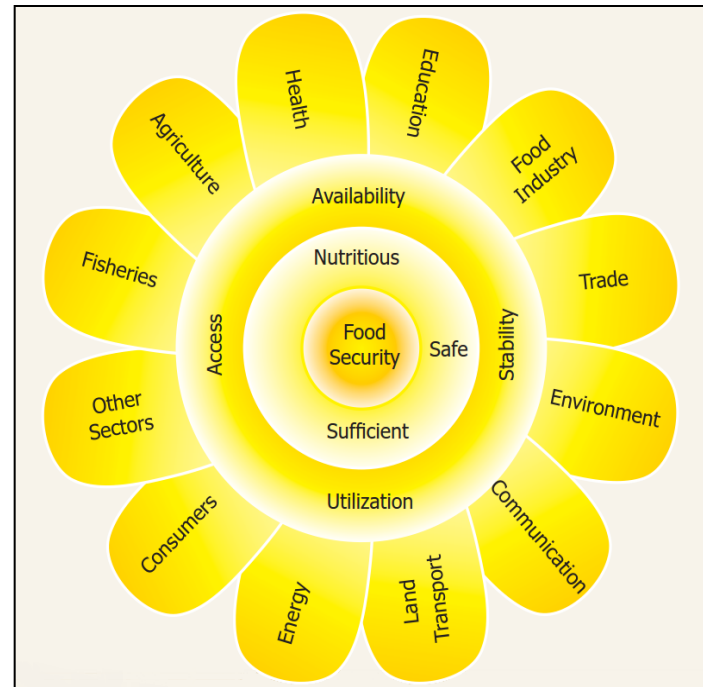 Health
Education
Agriculture
Food
Industry
Fisheries
Trade
Availability
Nutritious
Access
Food
Security
Safe
Stability
Sufficient
Utilization
Other
Sectors
Environment
Consumers
Communication
Energy
Land
Transport